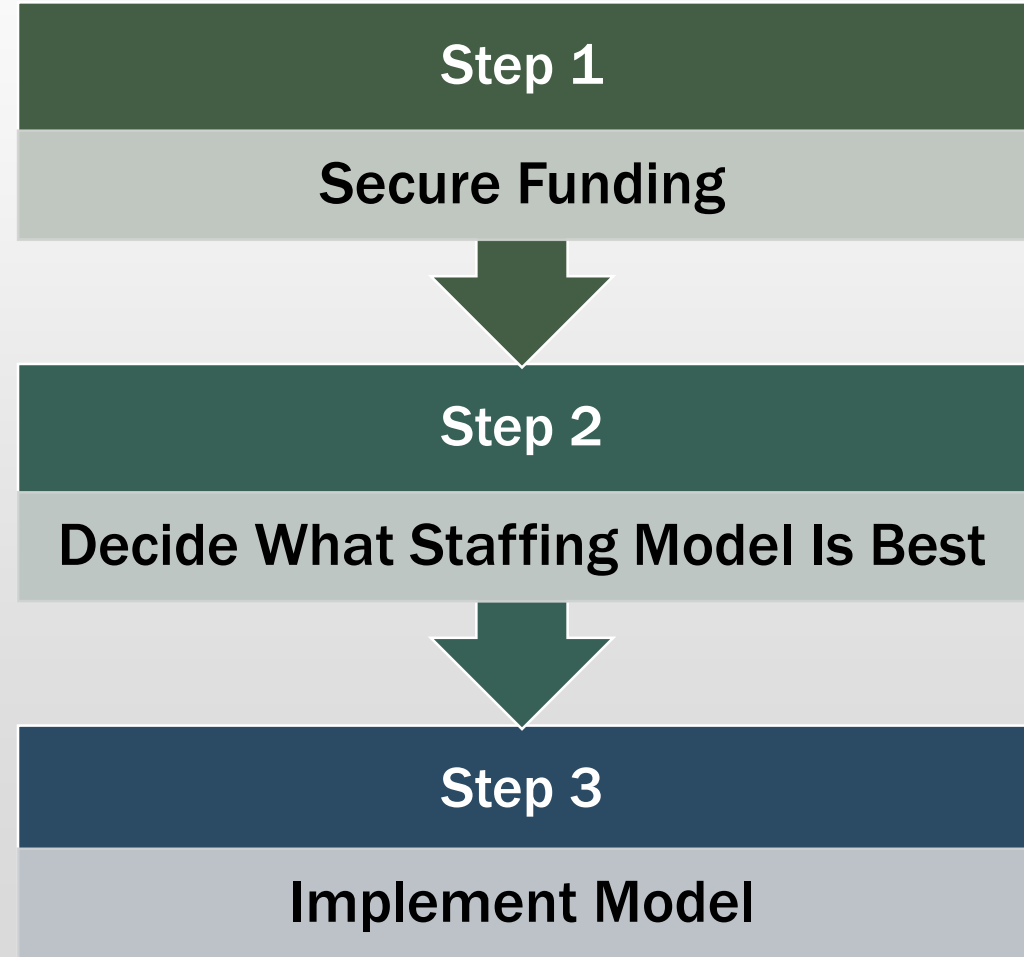 Step 1
Secure Funding
Step 2
Decide What Staffing Model Is Best
Step 3
Implement Model